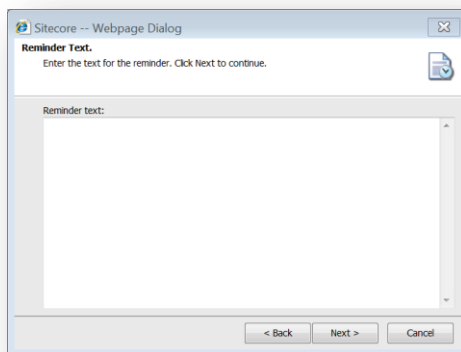 Sitecore -- Webpage Dialog
Reminder Text.
Enter the text for the reminder. Click Next to continue.
Reminder text:
< Back Next > Cancel